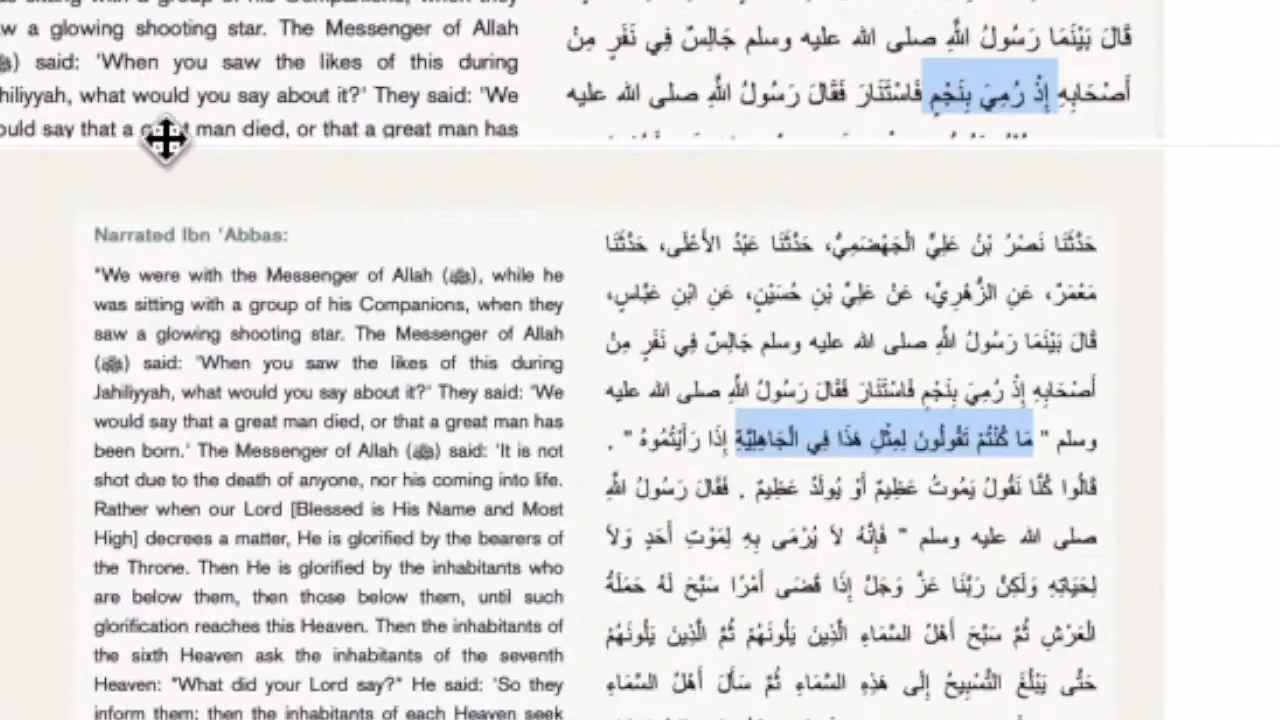 w a glowing shooting star. The Messenger of Allah
said: 'When you saw the likes of this during
hiliyyah, what would you say about it?' They said: 'We
ould say that a great man died, or that a great man has
قَالَ بَيْنَمَا رَسُولُ اللَّهِ صلى الله عليه وسلم جَالِسٌ فِي نَفَرٍ مِنْ
أَصْحَابِهِ إِذْ رُمِيَ بِنَجْمٍ فَاسْتَنَارَ فَقَالَ رَسُولُ اللَّهِ صلى الله عليه
Narrated Ibn 'Abbas:
"We were with the Messenger of Allah (ﷺ), while he
was sitting with a group of his Companions, when they
saw a glowing shooting star. The Messenger of Allah
(ﷺ) said: 'When you saw the likes of this during
Jahiliyyah, what would you say about it?' They said: 'We
would say that a great man died, or that a great man has
been born.' The Messenger of Allah (ﷺ) said: 'It is not
shot due to the death of anyone, nor his coming into life.
Rather when our Lord [Blessed is His Name and Most
High] decrees a matter, He is glorified by the bearers of
the Throne. Then He is glorified by the inhabitants who
are below them, then those below them, until such
glorification reaches this Heaven. Then the inhabitants of
the sixth Heaven ask the inhabitants of the seventh
Heaven: "What did your Lord say?" He said: 'So they
inform them; then the inhabitants of each Heaven seek
حَدَّثَنَا نَصْرُ بْنُ عَلِيٍّ الْجَهْضَمِيُّ، حَدَّثَنَا عَبْدُ الأَعْلَى، حَدَّثَنَا
مَعْمَرٌ، عَنِ الزُّهْرِيِّ، عَنْ عَلِيِّ بْنِ حُسَيْنٍ، عَنِ ابْنِ عَبَّاسٍ،
قَالَ بَيْنَمَا رَسُولُ اللَّهِ صلى الله عليه وسلم جَالِسٌ فِي نَفَرٍ مِنْ
أَصْحَابِهِ إِذْ رُمِيَ بِنَجْمٍ فَاسْتَنَارَ فَقَالَ رَسُولُ اللَّهِ صلى الله عليه
وسلم " مَا كُنْتُمْ تَقُولُونَ لِمِثْلِ هَذَا فِي الْجَاهِلِيَّةِ إِذَا رَأَيْتُمُوهُ " .
قَالُوا كُنَّا نَقُولُ يَمُوتُ عَظِيمٌ أَوْ يُولَدُ عَظِيمٌ . فَقَالَ رَسُولُ اللَّهِ
صلى الله عليه وسلم " فَإِنَّهُ لاَ يُرْمَى بِهِ لِمَوْتِ أَحَدٍ وَلاَ
لِحَيَاتِهِ وَلَكِنَّ رَبَّنَا عَزَّ وَجَلَّ إِذَا قَضَى أَمْرًا سَبَّحَ لَهُ حَمَلَةُ
الْعَرْشِ ثُمَّ سَبَّحَ أَهْلُ السَّمَاءِ الَّذِينَ يَلُونَهُمْ ثُمَّ الَّذِينَ يَلُونَهُمْ
حَتَّى يَبْلُغَ التَّسْبِيحُ إِلَى هَذِهِ السَّمَاءِ ثُمَّ سَأَلَ أَهْلُ السَّمَاءِ